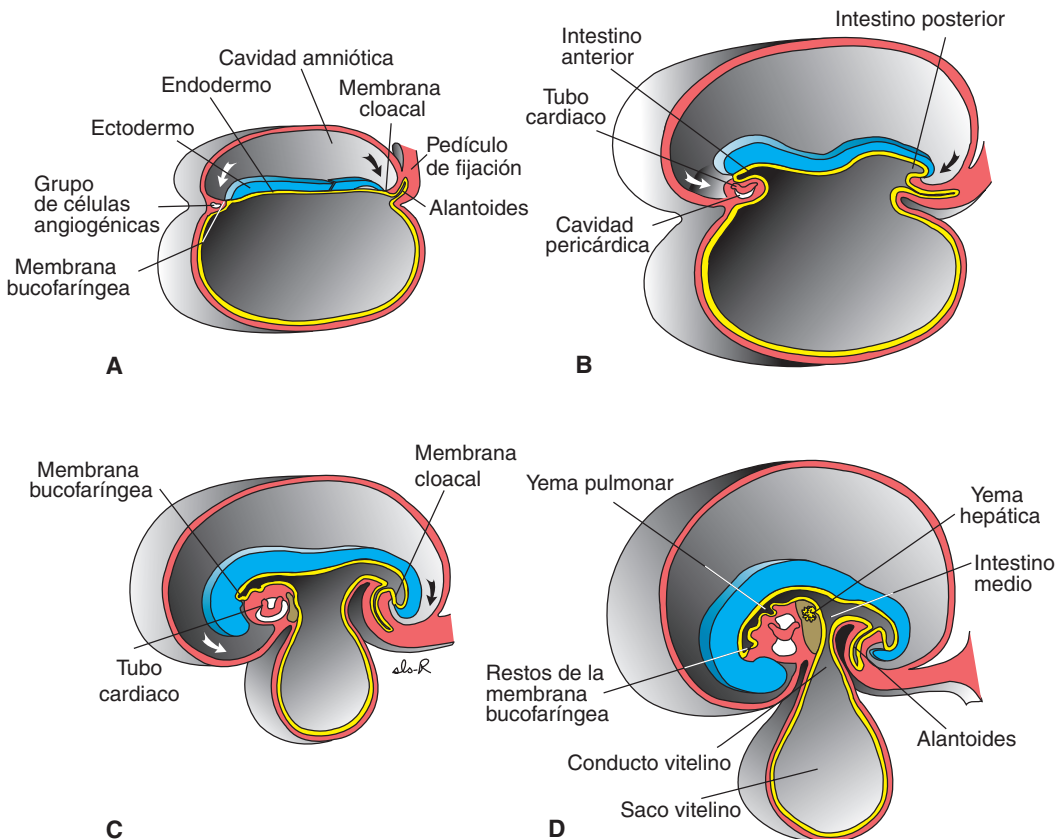 Cavidad amniótica
Endodermo
Membrana
cloacal
Ectodermo
Pedículo
de fijación
Grupo
de células
angiogénicas
Alantoides
Membrana
bucofaríngea
A
Intestino posterior
Intestino
anterior
Tubo
cardiaco
Cavidad
pericárdica
B
Membrana
bucofaríngea
Membrana
cloacal
Tubo
cardiaco
sls-R
C
Yema pulmonar
Yema
hepática
Intestino
medio
Restos de la
membrana
bucofaríngea
Conducto vitelino
Alantoides
Saco vitelino
D